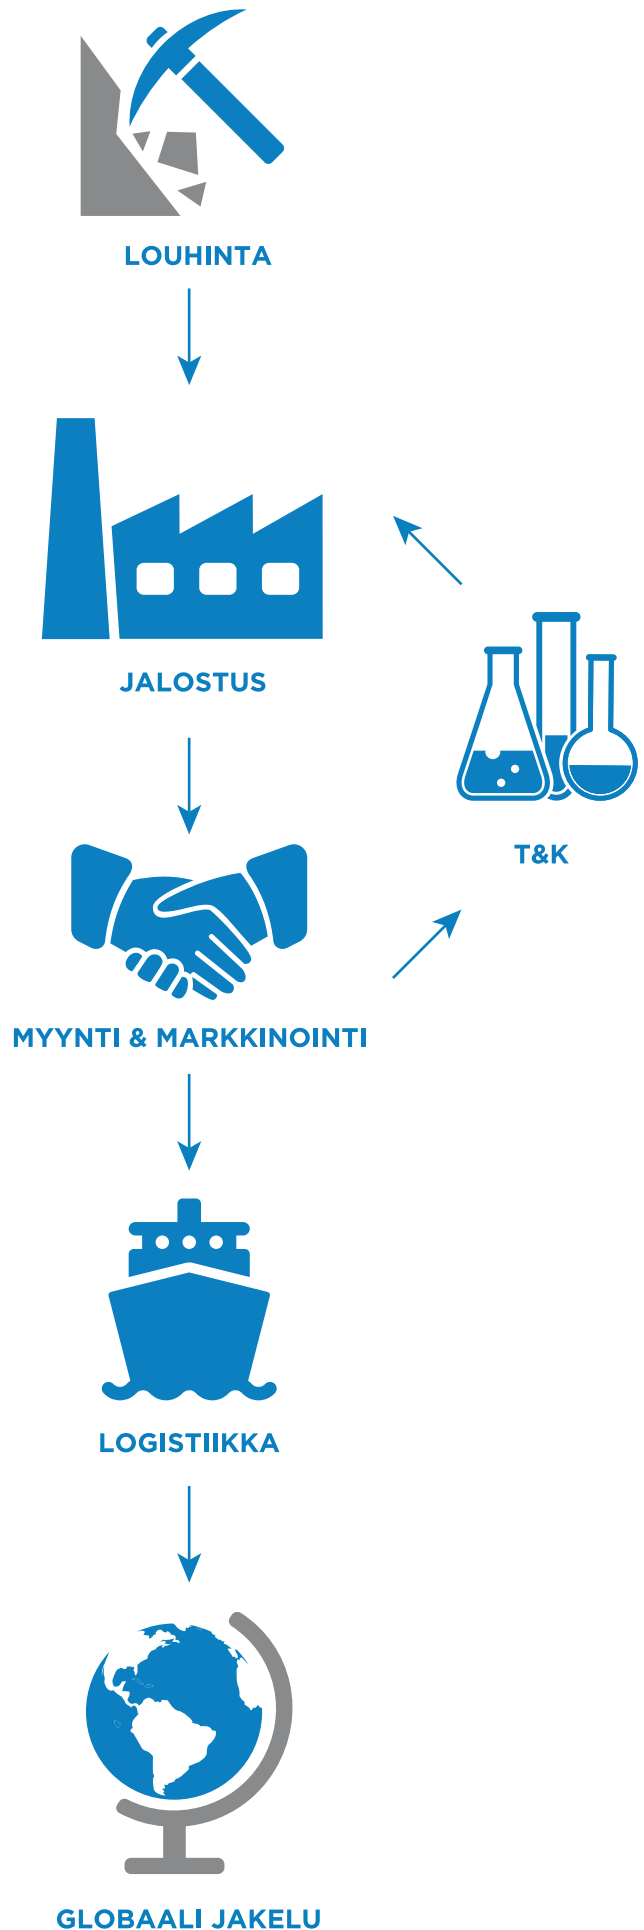 LOUHINTA
JALOSTUS
T&K
MYYNTI & MARKKINOINTI
LOGISTIIKKA
GLOBAALI JAKELU